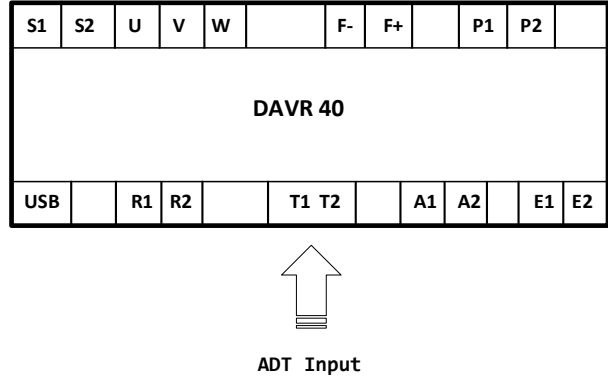 S1 S2 U V W F- F+ P1 P2
DAVR 40
USB R1 R2 T1 T2 A1 A2 E1 E2
ADT Input